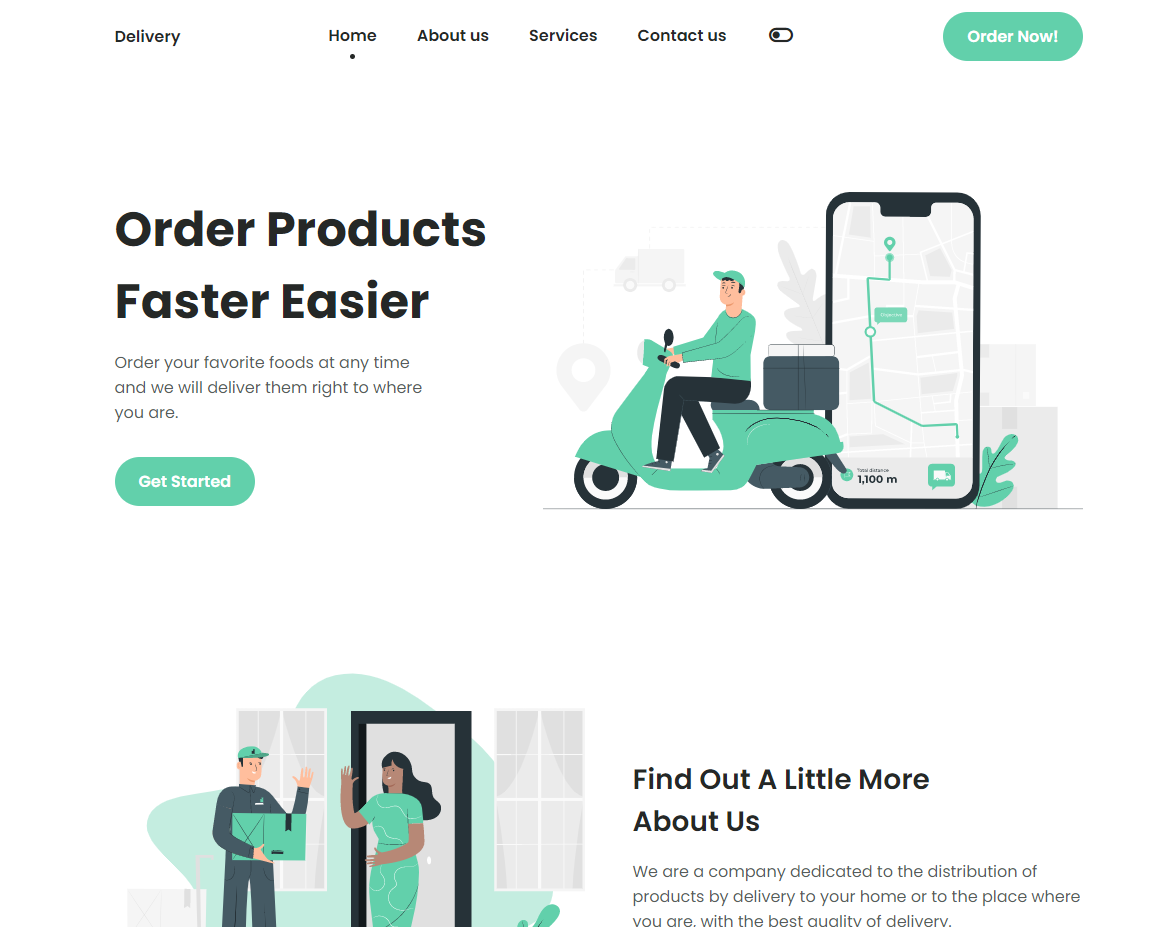 Delivery
Home
About us
Services
Contact us
Order Now!
Order Products
Faster Easier
Order your favorite foods at any time
and we will deliver them right to where
you are.
Get Started
Total distance
1,100 m
Find Out A Little More
About Us
We are a company dedicated to the distribution of
products by delivery to your home or to the place where
you are, with the best quality of delivery.